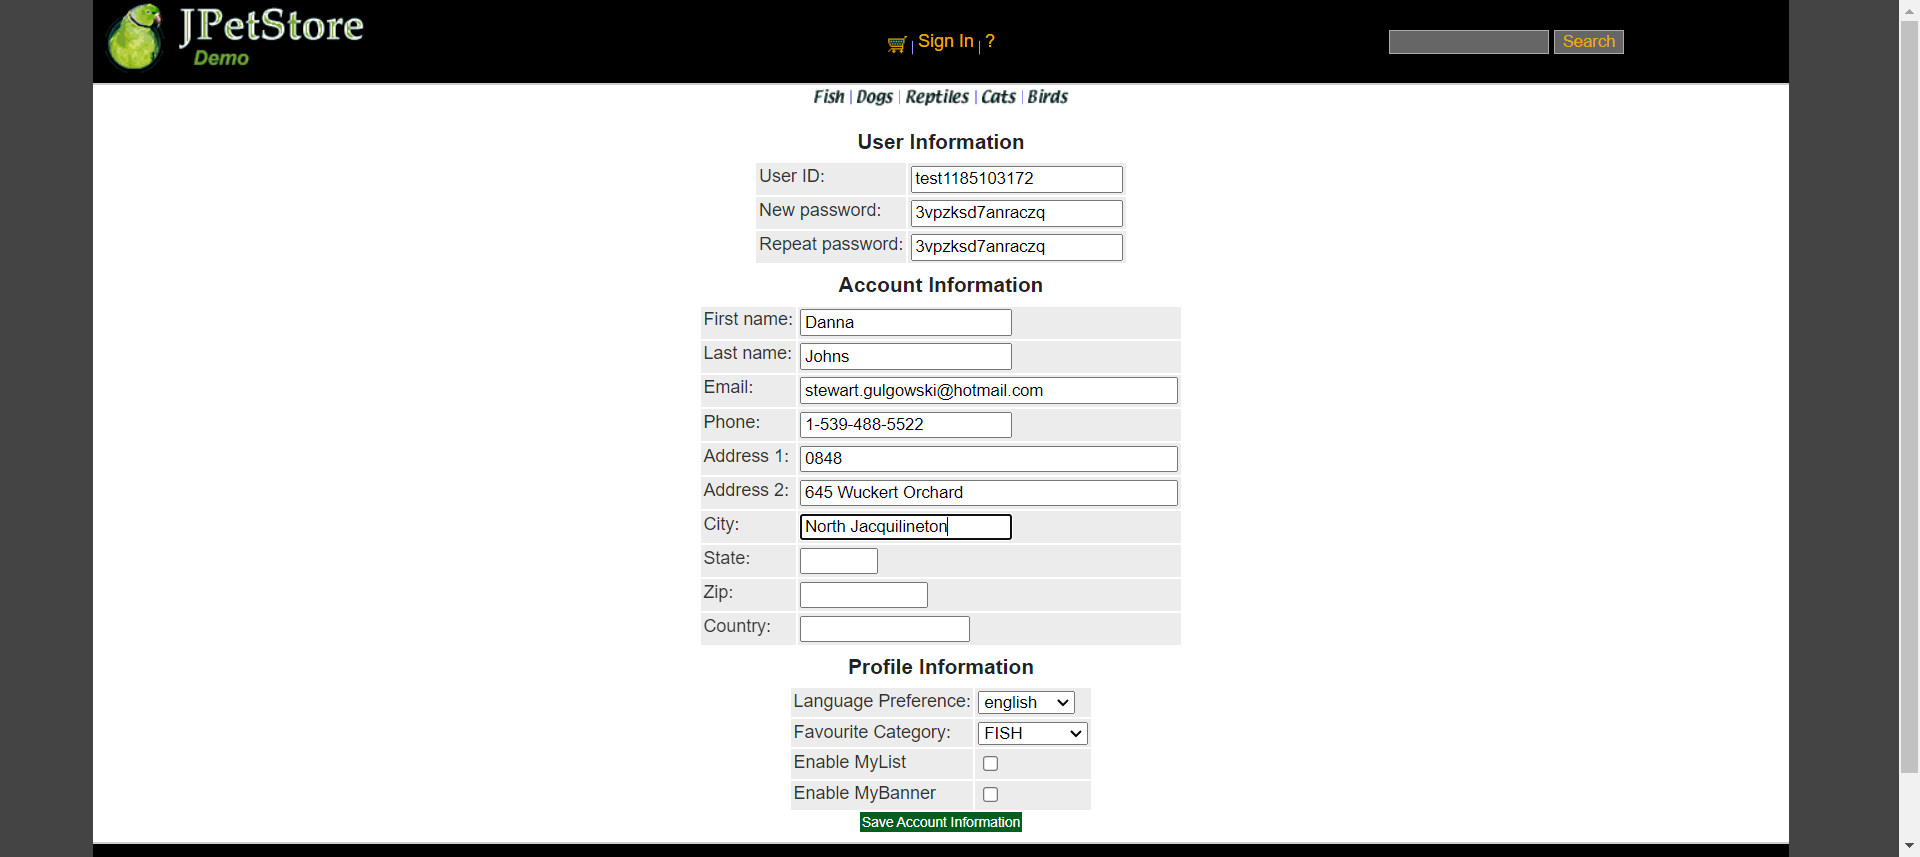 JPetStore
Demo
Sign In
?
Search
Fish | Dogs | Reptiles | Cats | Birds
User Information
User ID: test1185103172
New password: 3vpzksd7anraczq
Repeat password: 3vpzksd7anraczq
Account Information
First name: Danna
Last name: Johns
Email: stewart.gulgowski@hotmail.com
Phone: 1-539-488-5522
Address 1: 0848
Address 2: 645 Wuckert Orchard
City: North Jacquilineton
State:
Zip:
Country:
Profile Information
Language Preference: english
Favourite Category: FISH
Enable MyList
Enable MyBanner
Save Account Information